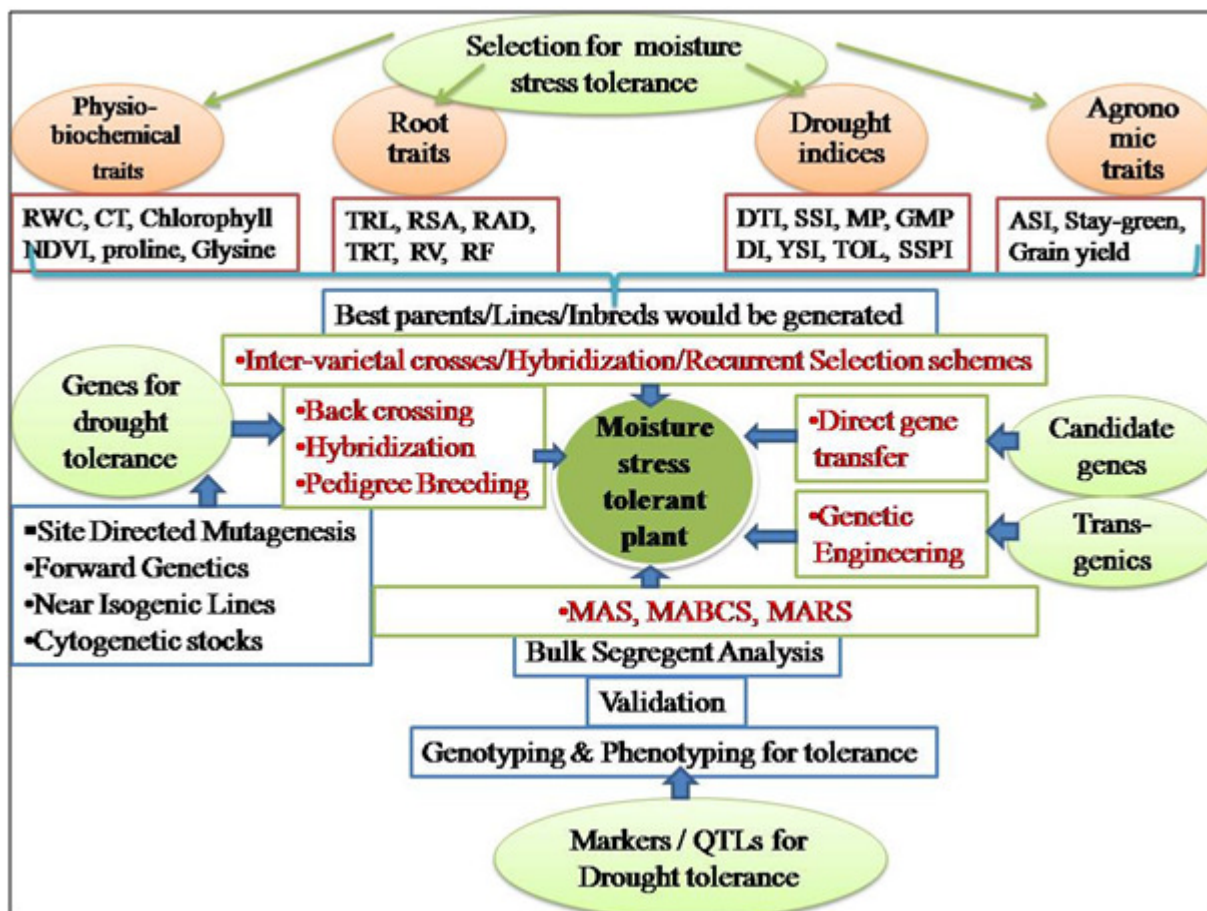 Selection for moisture
stress tolerance
Physio-
biochemical
traits
Root
traits
Drought
indices
Agrono
mic
traits
RWC, CT, Chlorophyll
NDVI, proline, Glysine
TRL, RSA, RAD,
TRT, RV, RF
DTI, SSI, MP, GMP
DI, YSI, TOL, SSPI
ASI, Stay-green,
Grain yield
Best parents/Lines/Inbreds would be generated
•Inter-varietal crosses/Hybridization/Recurrent Selection schemes
Genes for
drought
tolerance
•Back crossing
•Hybridization
•Pedigree Breeding
Moisture
stress
tolerant
plant
•Direct gene
transfer
Candidate
genes
•Genetic
Engineering
Trans-
genics
▪Site Directed Mutagenesis
•Forward Genetics
•Near Isogenic Lines
•Cytogenetic stocks
•MAS, MABCS, MARS
Bulk Segregent Analysis
Validation
Genotyping & Phenotyping for tolerance
Markers / QTLs for
Drought tolerance